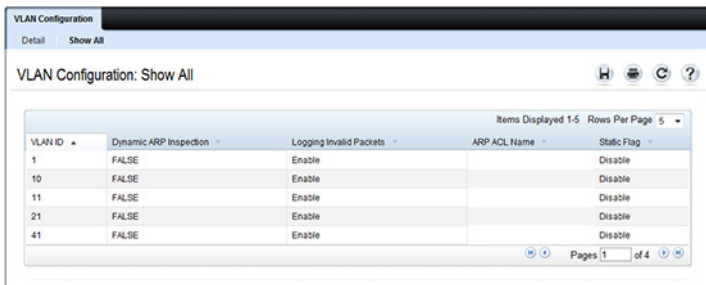 VLAN Configuration
Detail Show All
VLAN Configuration: Show All
Items Displayed 1-5 Rows Per Page 5
VLAN ID Dynamic ARP Inspection Logging Invalid Packets ARP ACL Name Static Flag
1 FALSE Enable Disable
10 FALSE Enable Disable
11 FALSE Enable Disable
21 FALSE Enable Disable
41 FALSE Enable Disable
Pages 1 of 4